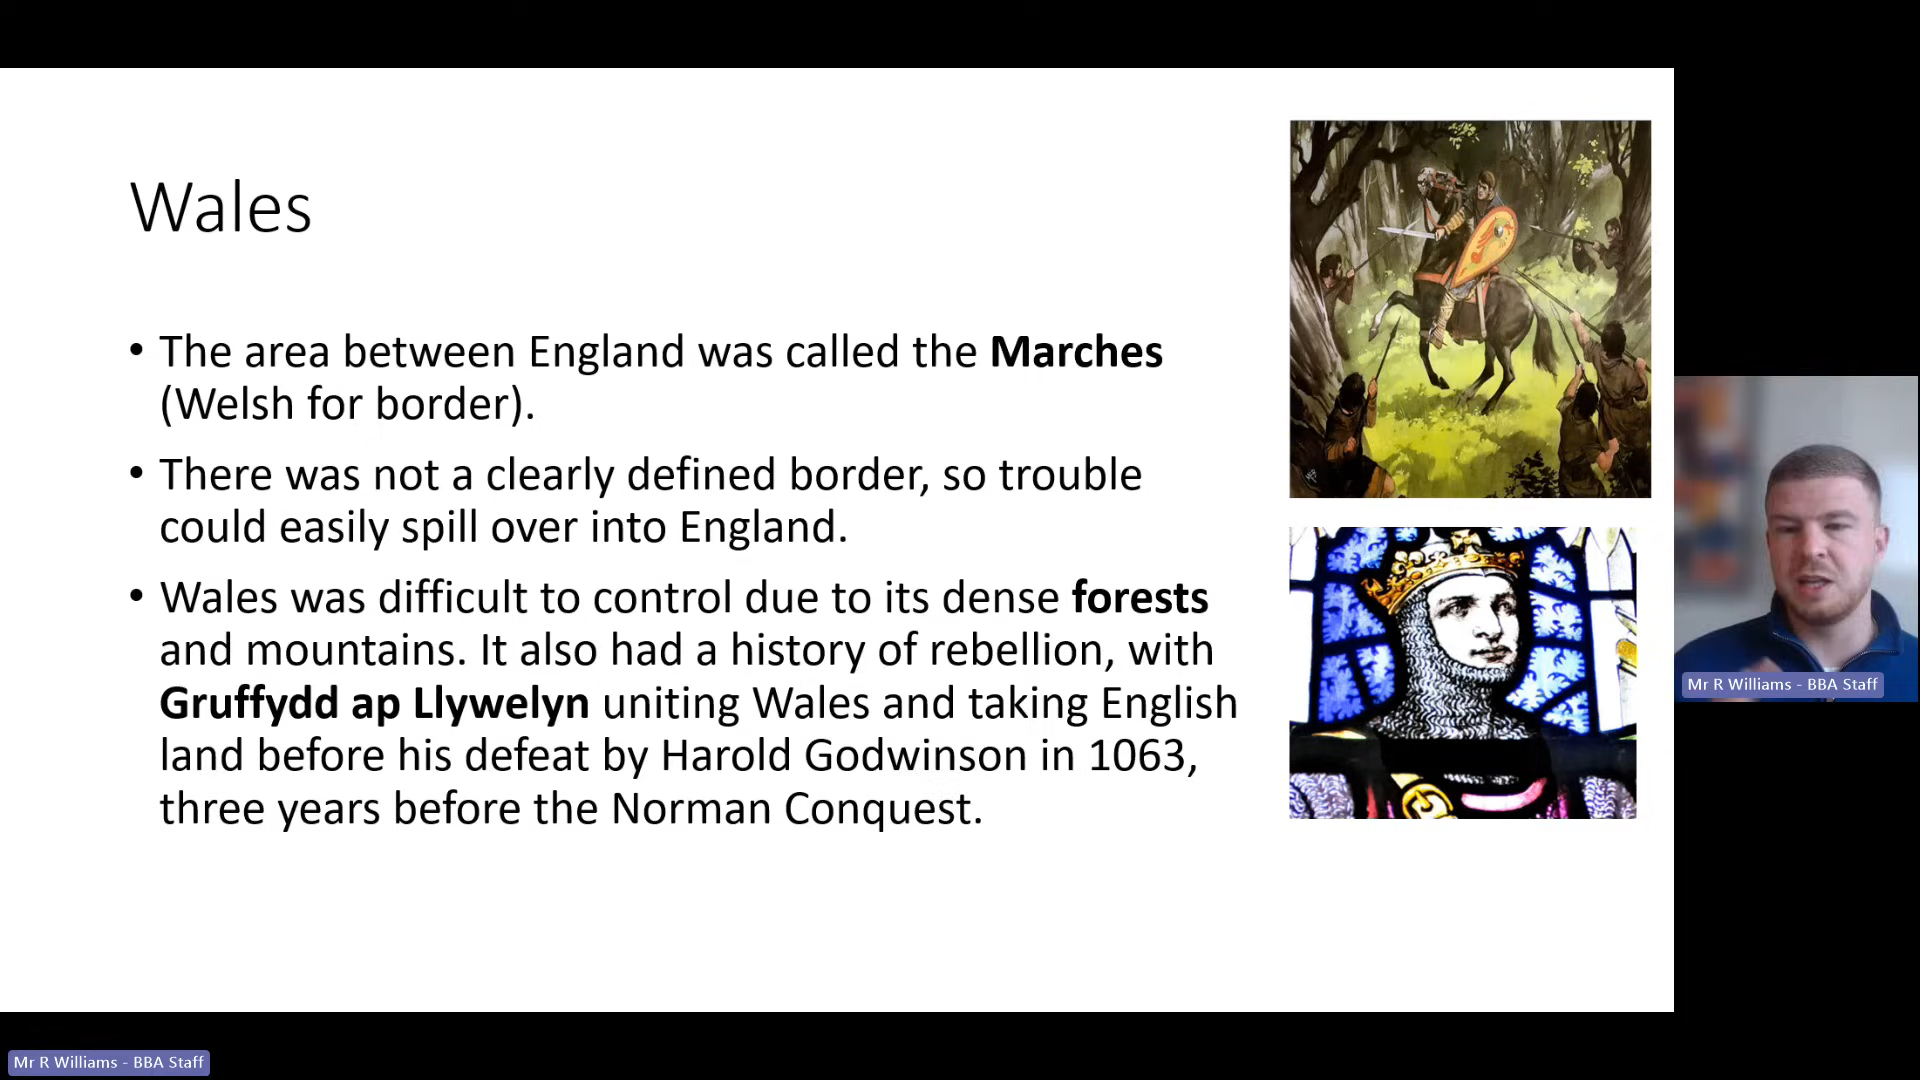 Wales
• The area between England was called the Marches
(Welsh for border).
• There was not a clearly defined border, so trouble
could easily spill over into England.
• Wales was difficult to control due to its dense forests
and mountains. It also had a history of rebellion, with
Gruffydd ap Llywelyn uniting Wales and taking English
land before his defeat by Harold Godwinson in 1063,
three years before the Norman Conquest.
Mr R Williams - BBA Staff
Mr R Williams - BBA Staff